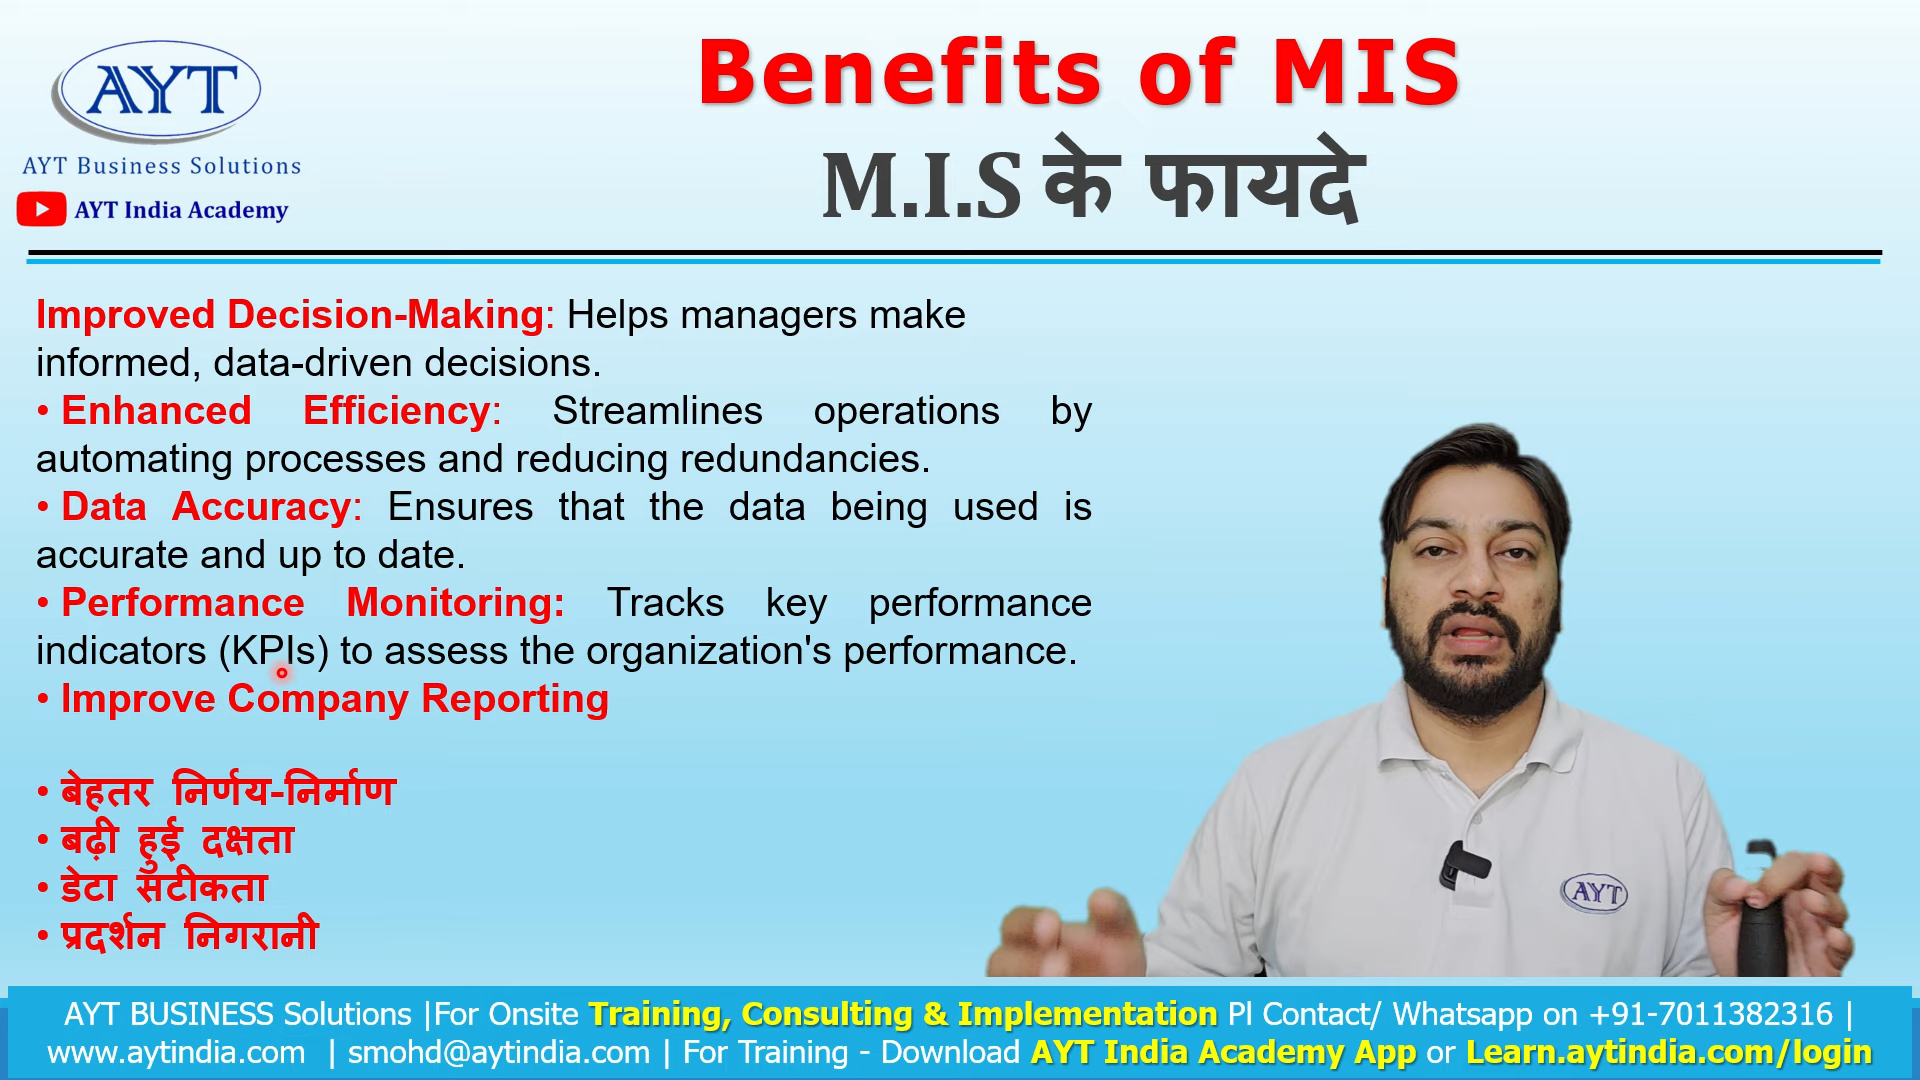 AYT
AYT Business Solutions
AYT India Academy
Benefits of MIS
M.I.S के फायदे
Improved Decision-Making: Helps managers make
informed, data-driven decisions.
• Enhanced Efficiency: Streamlines operations by
automating processes and reducing redundancies.
• Data Accuracy: Ensures that the data being used is
accurate and up to date.
• Performance Monitoring: Tracks key performance
indicators (KPIs) to assess the organization's performance.
• Improve Company Reporting
• बेहतर निर्णय-निर्माण
• बढ़ी हुई दक्षता
• डेटा सटीकता
• प्रदर्शन निगरानी
AYT
AYT BUSINESS Solutions |For Onsite Training, Consulting & Implementation Pl Contact/ Whatsapp on +91-7011382316 |
www.aytindia.com | smohd@aytindia.com | For Training - Download AYT India Academy App or Learn.aytindia.com/login